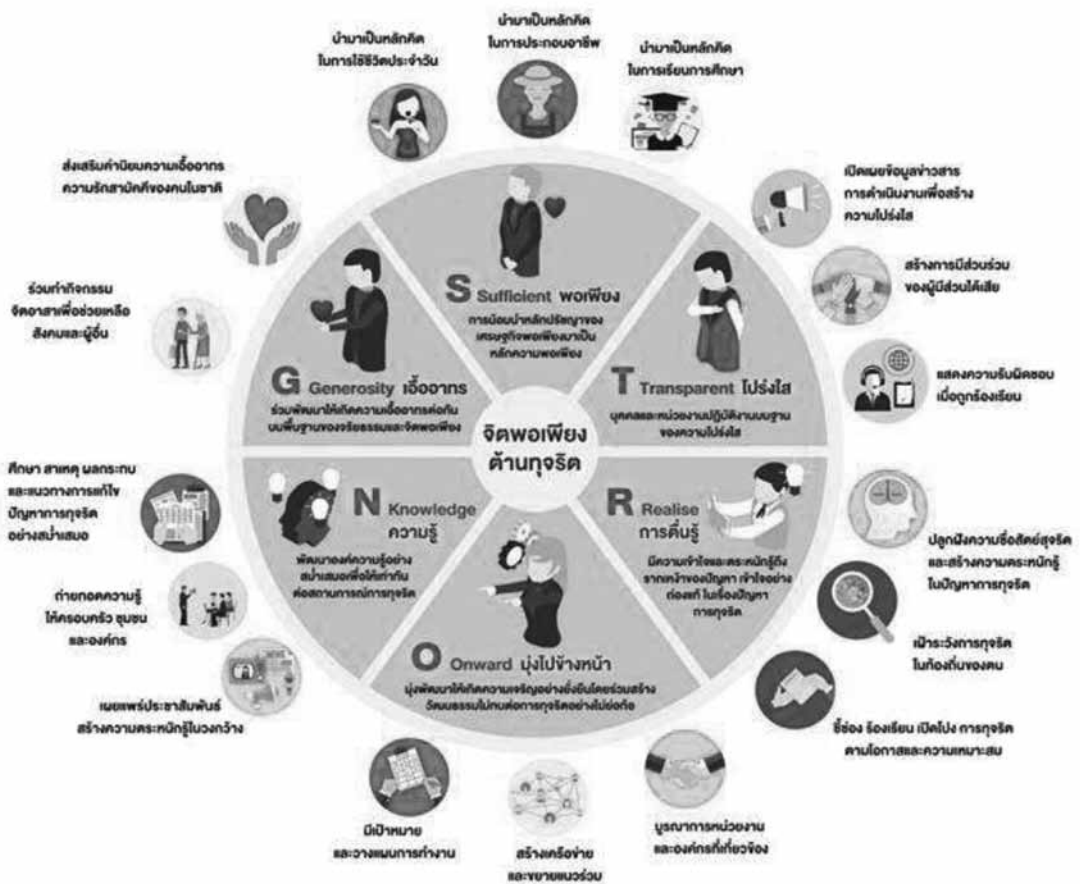 นำมาเป็นหลักคิด
ในการใช้ชีวิตประจำวัน
นำมาเป็นหลักคิด
ในการประกอบอาชีพ
นำมาเป็นหลักคิด
ในการเรียนการศึกษา
ส่งเสริมค่านิยมความเอื้ออาทร
ความรักสามัคคีของคนในชาติ
ร่วมทำกิจกรรม
จิตอาสาเพื่อช่วยเหลือ
สังคมและผู้อื่น
เปิดเผยข้อมูลข่าวสาร
การดำเนินงานเพื่อสร้าง
ความโปร่งใส
สร้างการมีส่วนร่วม
ของผู้มีส่วนได้เสีย
แสดงความรับผิดชอบ
เมื่อถูกร้องเรียน
S Sufficient พอเพียง
การน้อมนำหลักปรัชญาของ
เศรษฐกิจพอเพียงมาเป็น
หลักความพอเพียง
G Generosity เอื้ออาทร
ร่วมพัฒนาให้เกิดความเอื้ออาทรต่อกัน
บนพื้นฐานของจริยธรรมและจิตพอเพียง
T Transparent โปร่งใส
บุคคลและหน่วยงานปฏิบัติงานบนฐาน
ของความโปร่งใส
จิตพอเพียง
ต้านทุจริต
N Knowledge
ความรู้
พัฒนาองค์ความรู้อย่าง
สม่ำเสมอเพื่อให้เท่าทัน
ต่อสถานการณ์การทุจริต
R Realise
การตื่นรู้
มีความเข้าใจและตระหนักรู้ถึง
รากเหง้าของปัญหา เข้าใจอย่าง
ถ่องแท้ ในเรื่องปัญหา
การทุจริต
O Onward มุ่งไปข้างหน้า
มุ่งพัฒนาให้เกิดความเจริญอย่างยั่งยืนโดยร่วมสร้าง
วัฒนธรรมไม่ทนต่อการทุจริตอย่างไม่ย่อท้อ
ศึกษา สาเหตุ ผลกระทบ
และแนวทางการแก้ไข
ปัญหาการทุจริต
อย่างสม่ำเสมอ
ถ่ายทอดความรู้
ให้ครอบครัว ชุมชน
และองค์กร
เผยแพร่ประชาสัมพันธ์
สร้างความตระหนักรู้ในวงกว้าง
ปลูกฝังความซื่อสัตย์สุจริต
และสร้างความตระหนักรู้
ในปัญหาการทุจริต
เฝ้าระวังการทุจริต
ในท้องถิ่นของตน
ชี้ช่อง ร้องเรียน เปิดโปง การทุจริต
ตามโอกาสและความเหมาะสม
มีเป้าหมาย
และวางแผนการทำงาน
สร้างเครือข่าย
และขยายแนวร่วม
บูรณาการหน่วยงาน
และองค์กรที่เกี่ยวข้อง
NEWS